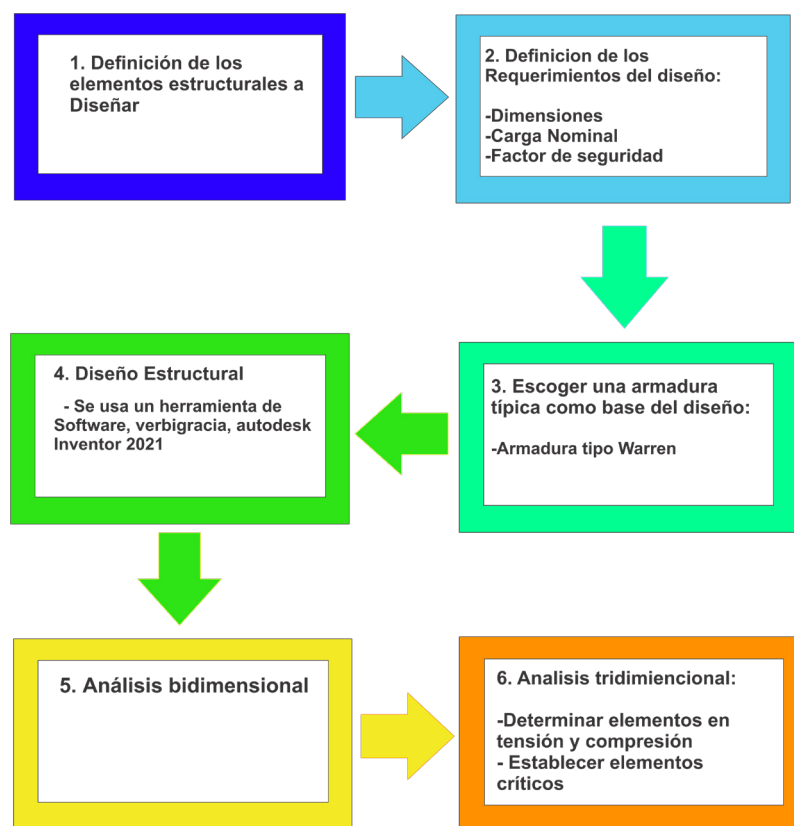 1. Definición de los
elementos estructurales a
Diseñar
2. Definicion de los
Requerimientos del diseño:
-Dimensiones
-Carga Nominal
-Factor de seguridad
3. Escoger una armadura
típica como base del diseño:
-Armadura tipo Warren
4. Diseño Estructural
- Se usa un herramienta de
Software, verbigracia, autodesk
Inventor 2021
5. Análisis bidimensional
6. Analisis tridimiencional:
-Determinar elementos en
tensión y compresión
- Establecer elementos
críticos